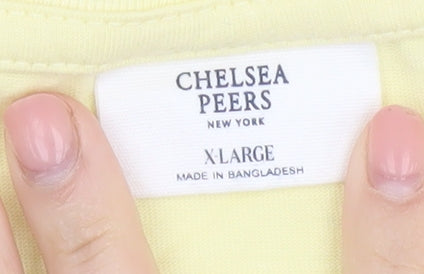 CHELSEA
PEERS
NEW YORK
X-LARGE
MADE IN BANGLADESH